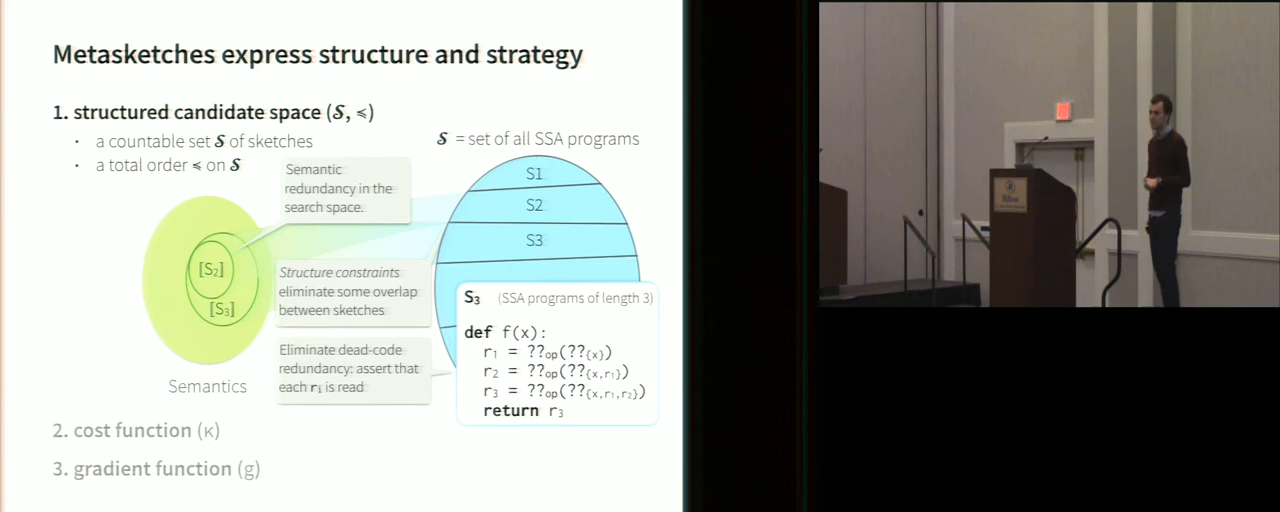 Metasketches express structure and strategy
1. structured candidate space (𝓢, ≼)
· a countable set 𝓢 of sketches
· a total order ≼ on 𝓢
𝓢 = set of all SSA programs
Semantic
redundancy in the
search space.
S1
S2
S3
[S₂]
[S₃]
Structure constraints
eliminate some overlap
between sketches
Eliminate dead-code
redundancy: assert that
each rᵢ is read
Semantics
S₃ (SSA programs of length 3)
def f(x):
r₁ = ??op(??{x})
r₂ = ??op(??{x,r₁})
r₃ = ??op(??{x,r₁,r₂})
return r₃
2. cost function (κ)
3. gradient function (g)
Hilton